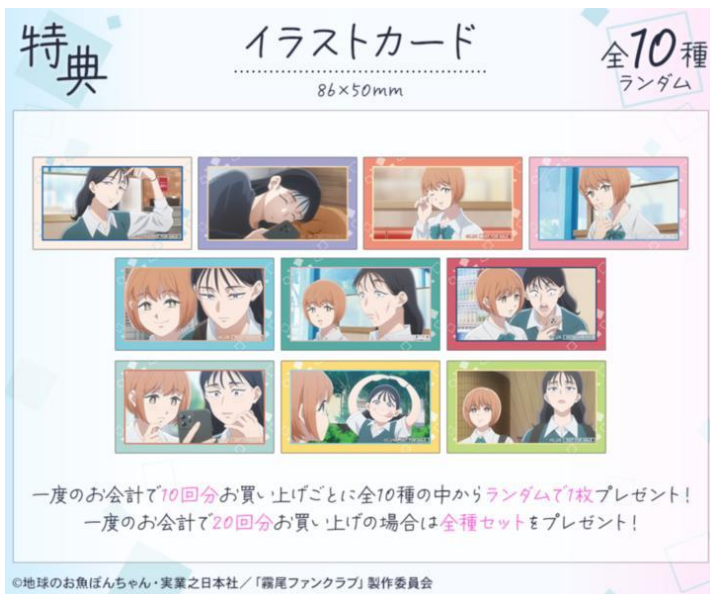 特典
イラストカード
86×50mm
全10種
ランダム
一度のお会計で10回分お買い上げごとに全10種の中からランダムで1枚プレゼント!
一度のお会計で20回分お買い上げの場合は全種セットをプレゼント!
©地球のお魚ぽんちゃん・実業之日本社/「霧尾ファンクラブ」製作委員会